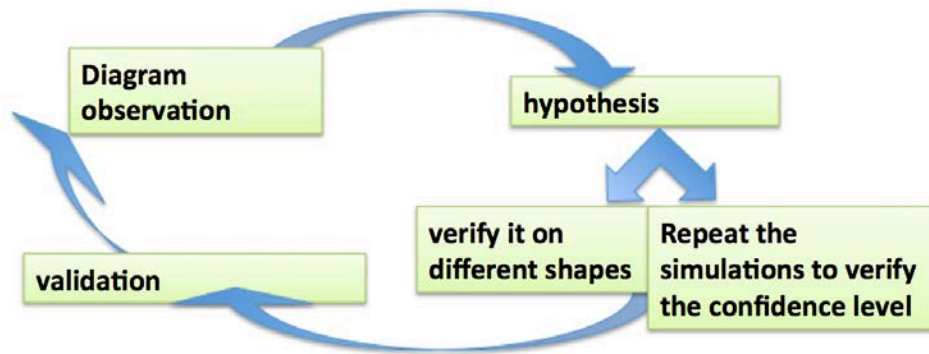 Diagram
observation
hypothesis
verify it on
different shapes
Repeat the
simulations to verify
the confidence level
validation